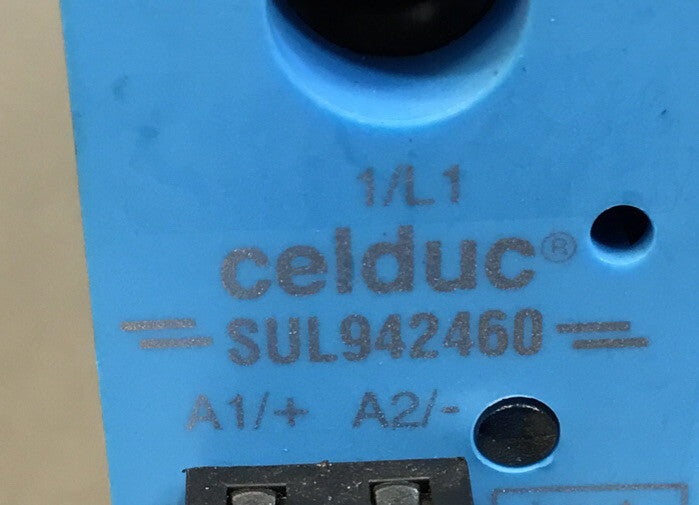 1/L1
celduc®
SUL942460
A1/+ A2/-